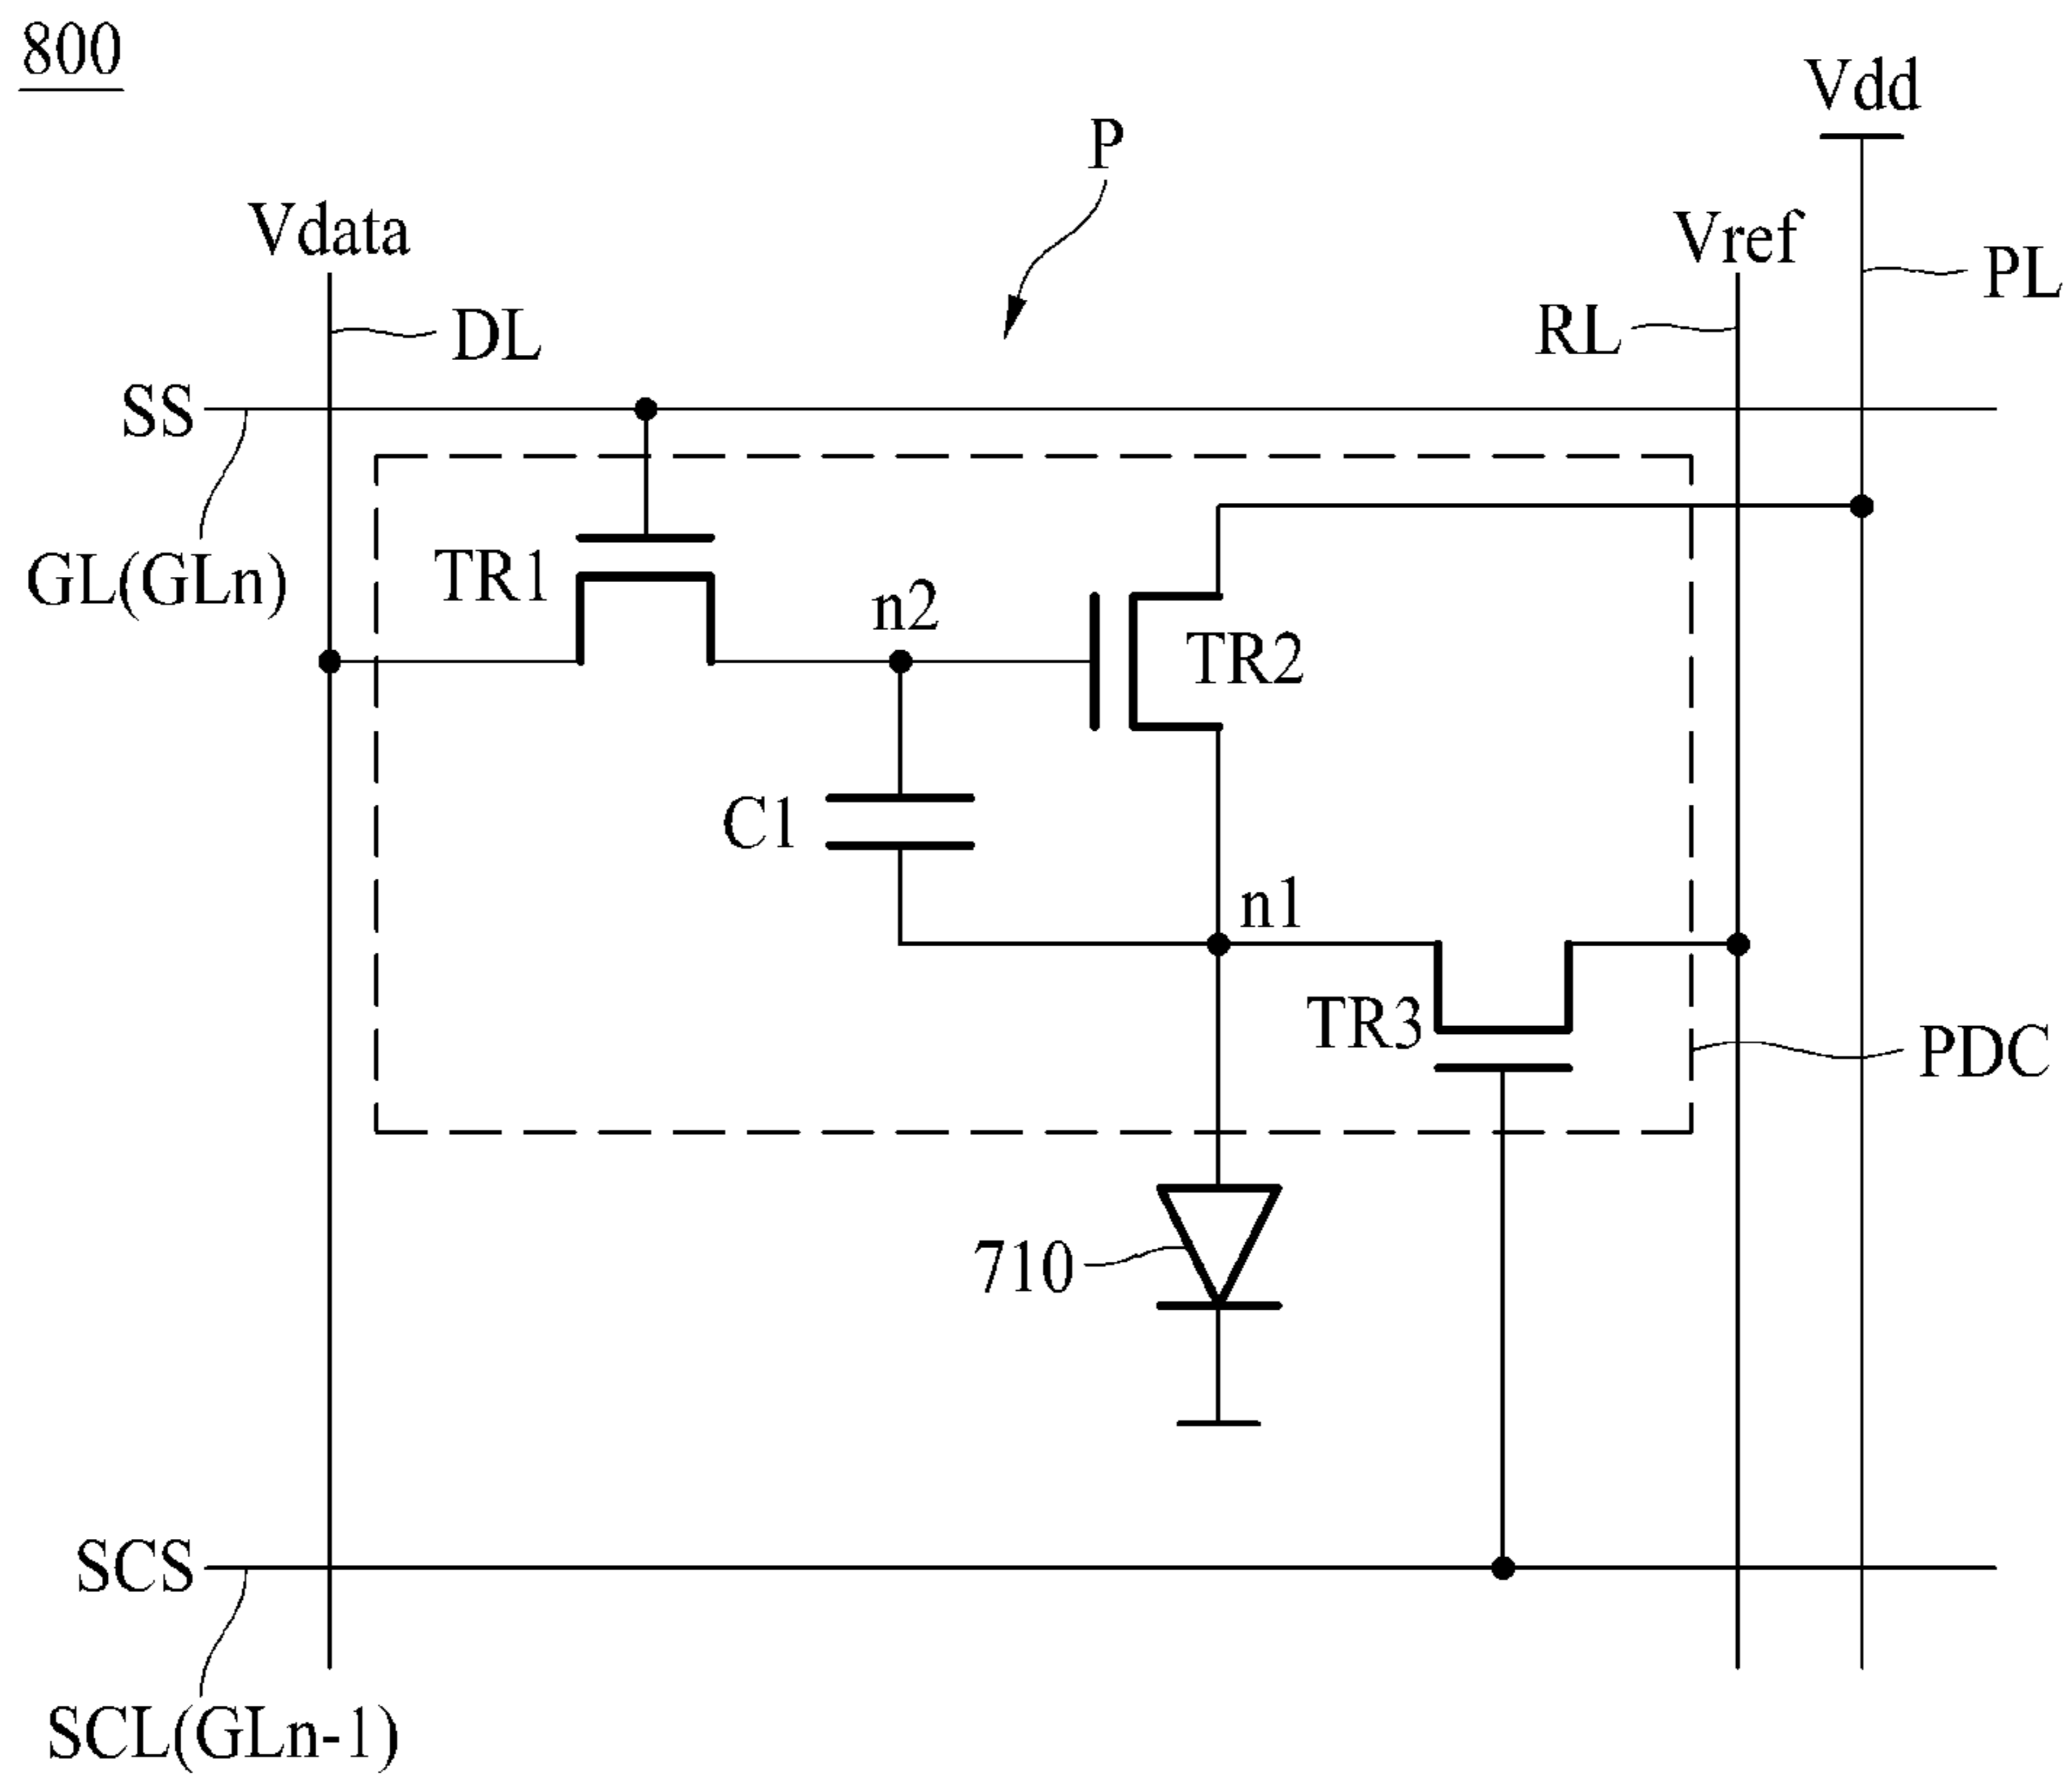 800
Vdd
P
Vdata
Vref
PL
DL
RL
SS
GL(GLn)
TR1
n2
TR2
C1
n1
TR3
PDC
710
SCS
SCL(GLn-1)